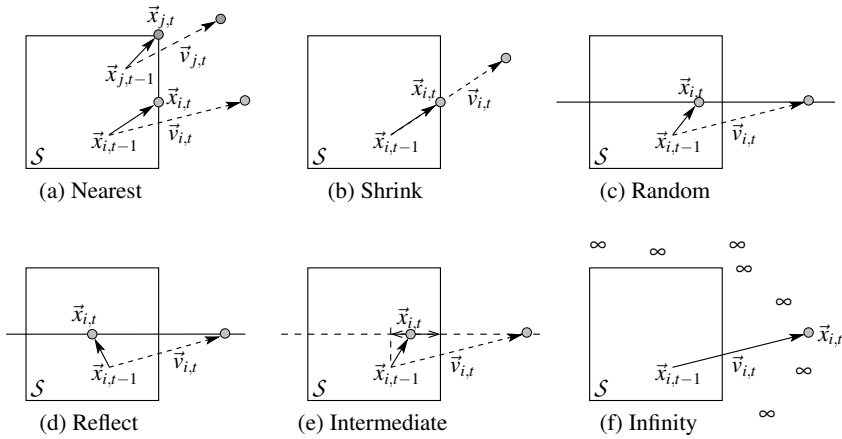 x⃗_{j,t}
x⃗_{j,t−1}
v⃗_{j,t}
x⃗_{i,t}
x⃗_{i,t−1}
v⃗_{i,t}
S
(a) Nearest
x⃗_{i,t}
v⃗_{i,t}
x⃗_{i,t−1}
S
(b) Shrink
x⃗_{i,t}
x⃗_{i,t−1}
v⃗_{i,t}
S
(c) Random
x⃗_{i,t}
x⃗_{i,t−1}
v⃗_{i,t}
S
(d) Reflect
x⃗_{i,t}
x⃗_{i,t−1}
v⃗_{i,t}
S
(e) Intermediate
∞ ∞ ∞
∞
∞
x⃗_{i,t}
x⃗_{i,t−1}
v⃗_{i,t}
∞
S
∞
(f) Infinity